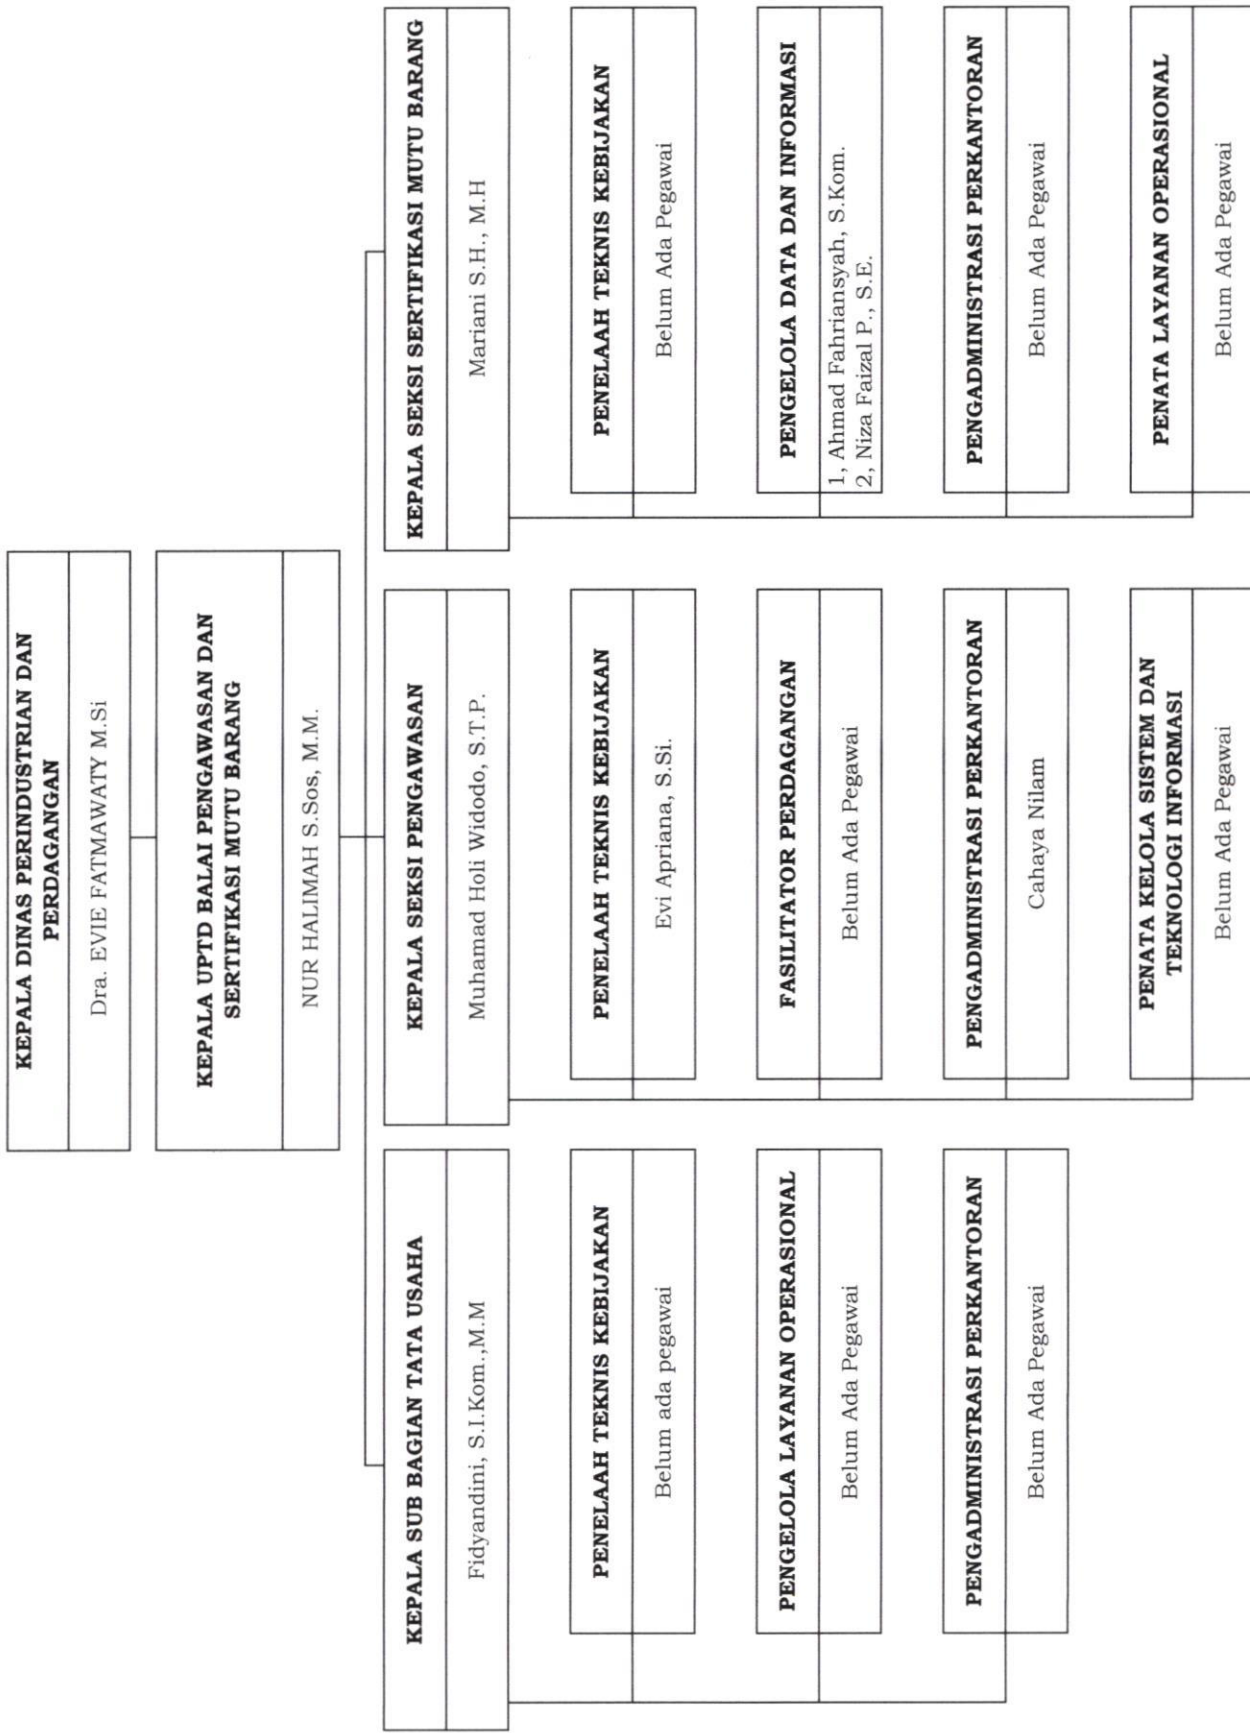 KEPALA DINAS PERINDUSTRIAN DAN
PERDAGANGAN
Dra. EVIE FATMAWATY M.Si
KEPALA UPTD BALAI PENGAWASAN DAN
SERTIFIKASI MUTU BARANG
NUR HALIMAH S.Sos, M.M.
KEPALA SUB BAGIAN TATA USAHA
Fidyandini, S.I.Kom.,M.M
PENELAAH TEKNIS KEBIJAKAN
Belum ada pegawai
PENGELOLA LAYANAN OPERASIONAL
Belum Ada Pegawai
PENGADMINISTRASI PERKANTORAN
Belum Ada Pegawai
KEPALA SEKSI PENGAWASAN
Muhamad Holi Widodo, S.T.P.
PENELAAH TEKNIS KEBIJAKAN
Evi Apriana, S.Si.
FASILITATOR PERDAGANGAN
Belum Ada Pegawai
PENGADMINISTRASI PERKANTORAN
Cahaya Nilam
PENATA KELOLA SISTEM DAN
TEKNOLOGI INFORMASI
Belum Ada Pegawai
KEPALA SEKSI SERTIFIKASI MUTU BARANG
Mariani S.H., M.H
PENELAAH TEKNIS KEBIJAKAN
Belum Ada Pegawai
PENGELOLA DATA DAN INFORMASI
1, Ahmad Fahriansyah, S.Kom.
2, Niza Faizal P., S.E.
PENGADMINISTRASI PERKANTORAN
Belum Ada Pegawai
PENATA LAYANAN OPERASIONAL
Belum Ada Pegawai